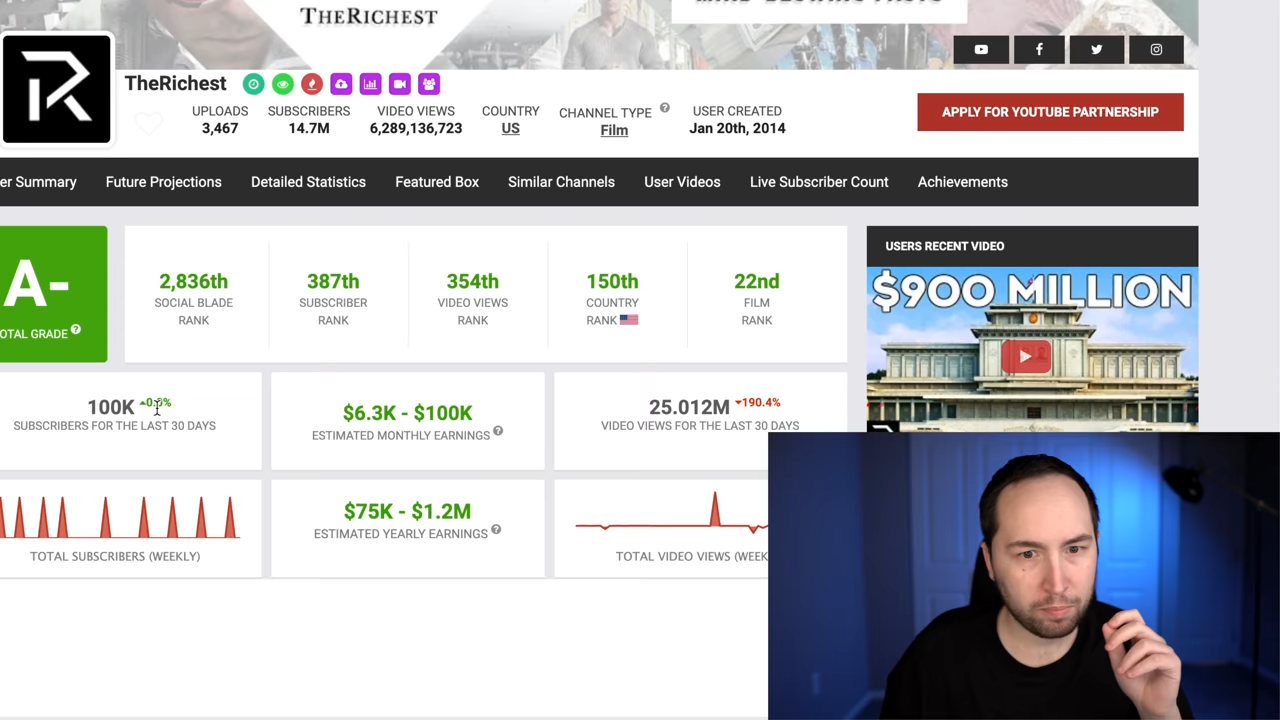 THERICHEST
TheRichest
UPLOADS
3,467
SUBSCRIBERS
14.7M
VIDEO VIEWS
6,289,136,723
COUNTRY
US
CHANNEL TYPE ?
Film
USER CREATED
Jan 20th, 2014
APPLY FOR YOUTUBE PARTNERSHIP
er Summary
Future Projections
Detailed Statistics
Featured Box
Similar Channels
User Videos
Live Subscriber Count
Achievements
A-
OTAL GRADE ?
2,836th
SOCIAL BLADE
RANK
387th
SUBSCRIBER
RANK
354th
VIDEO VIEWS
RANK
150th
COUNTRY
RANK
22nd
FILM
RANK
USERS RECENT VIDEO
$900 MILLION
100K
SUBSCRIBERS FOR THE LAST 30 DAYS
$6.3K - $100K
ESTIMATED MONTHLY EARNINGS ?
25.012M 190.4%
VIDEO VIEWS FOR THE LAST 30 DAYS
TOTAL SUBSCRIBERS (WEEKLY)
$75K - $1.2M
ESTIMATED YEARLY EARNINGS ?
TOTAL VIDEO VIEWS (WEEK